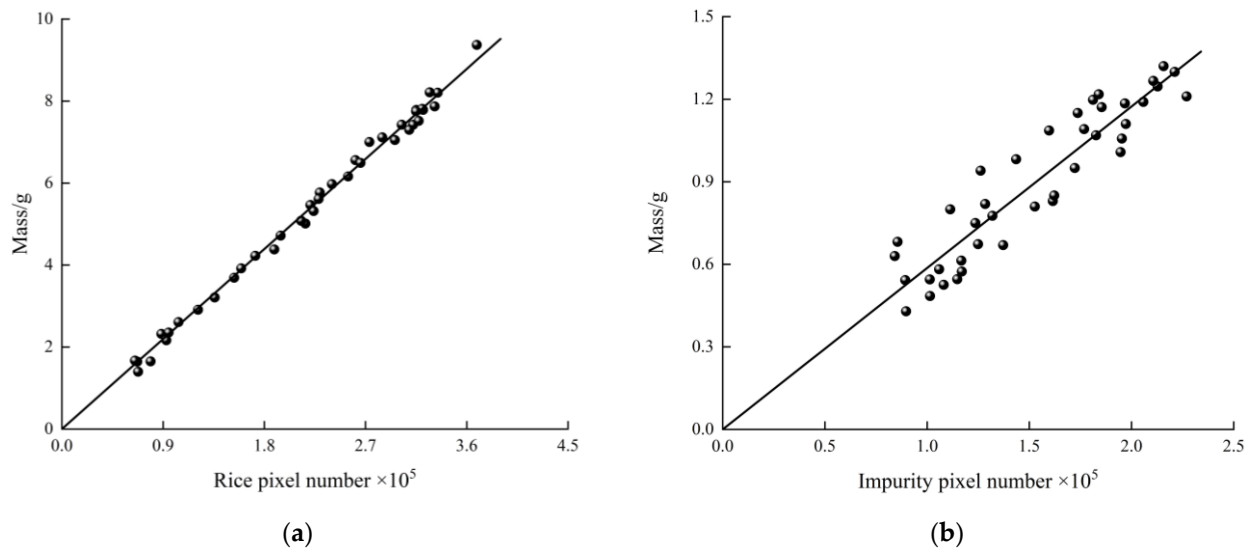 10
8
6
4
2
0
Mass/g
0.0 0.9 1.8 2.7 3.6 4.5
Rice pixel number ×10⁵
(a)
1.5
1.2
0.9
0.6
0.3
0.0
Mass/g
0.0 0.5 1.0 1.5 2.0 2.5
Impurity pixel number ×10⁵
(b)